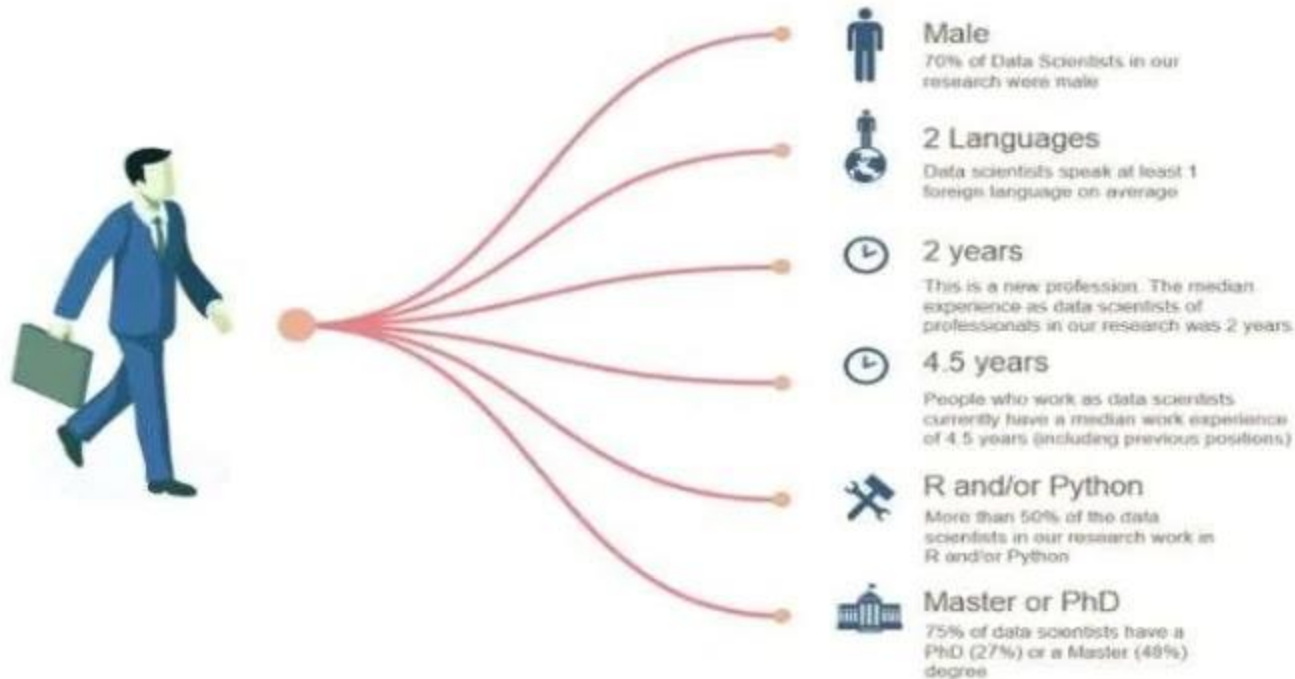 Male
70% of Data Scientists in our
research were male
2 Languages
Data scientists speak at least 1
foreign language on average
2 years
This is a new profession. The median
experience as data scientists of
professionals in our research was 2 years
4.5 years
People who work as data scientists
currently have a median work experience
of 4.5 years (including previous positions)
R and/or Python
More than 50% of the data
scientists in our research work in
R and/or Python
Master or PhD
75% of data scientists have a
PhD (27%) or a Master (48%)
degree